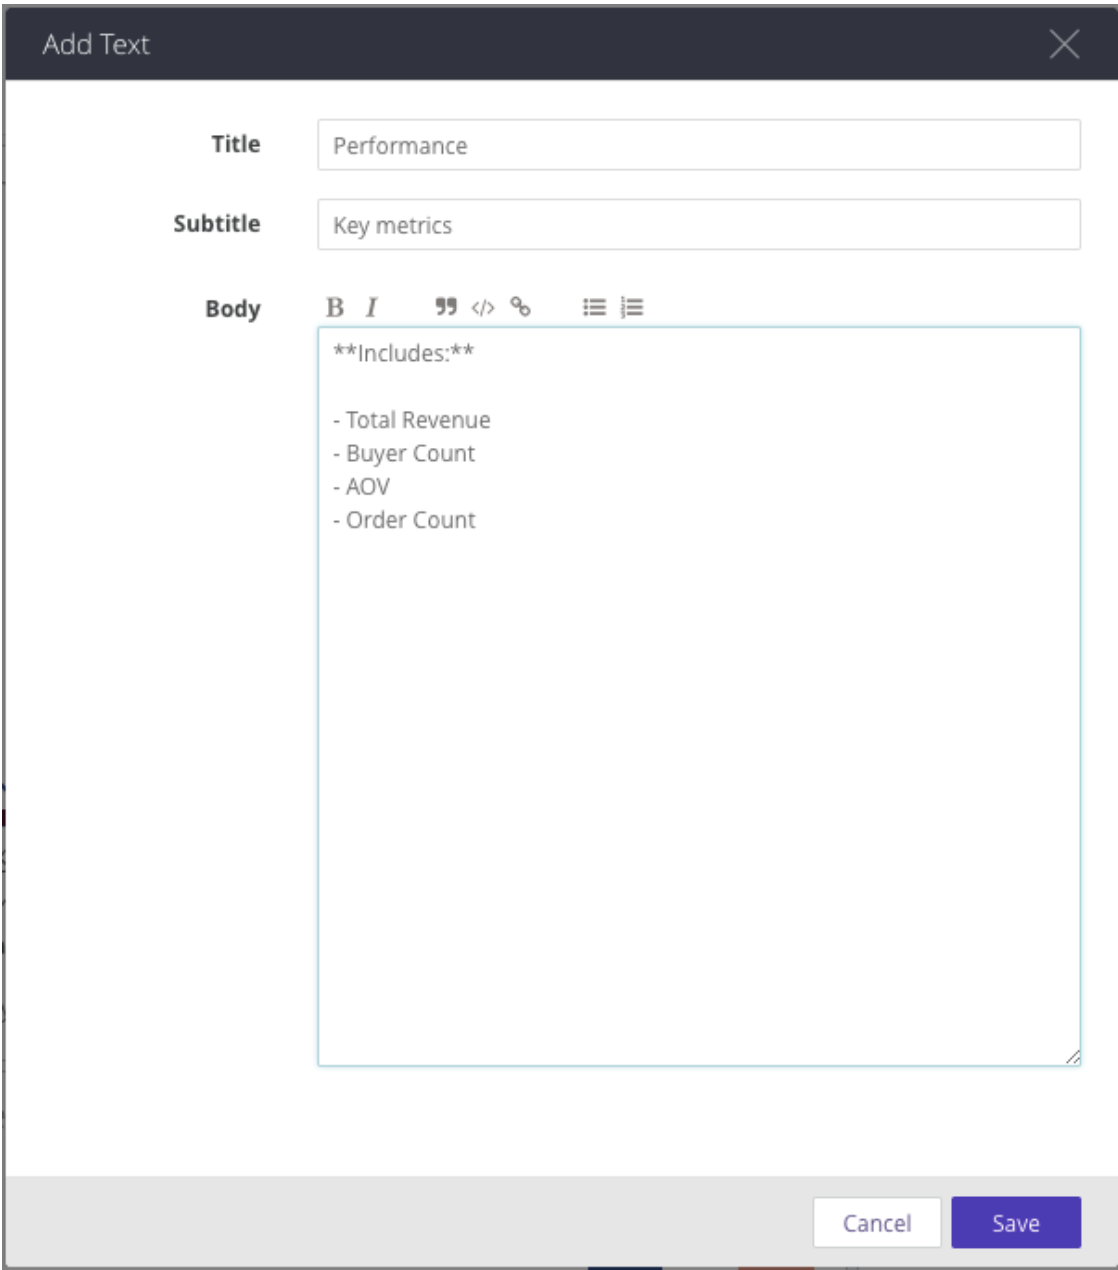 Add Text
Title
Performance
Subtitle
Key metrics
Body
B I
**Includes:**
- Total Revenue
- Buyer Count
- AOV
- Order Count
Cancel
Save